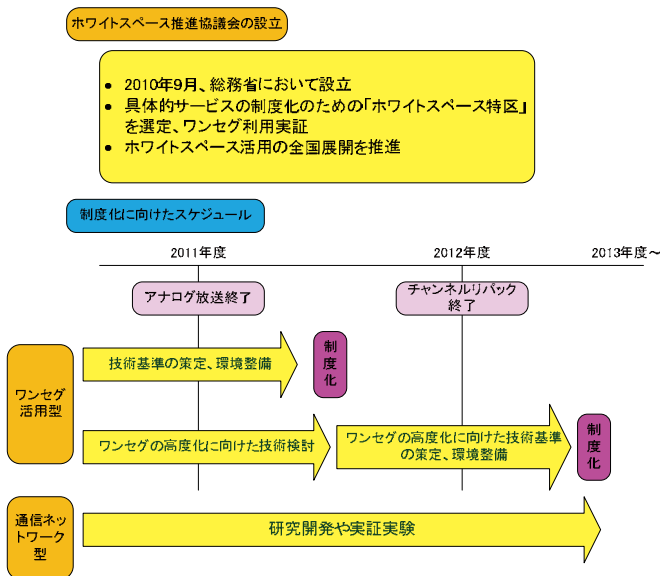 ホワイトスペース推進協議会の設立
● 2010年9月、総務省において設立
● 具体的サービスの制度化のための「ホワイトスペース特区」
を選定、ワンセグ利用実証
● ホワイトスペース活用の全国展開を推進
制度化に向けたスケジュール
2011年度
2012年度
2013年度～
アナログ放送終了
チャンネルリパック
終了
ワンセグ
活用型
技術基準の策定、環境整備
制
度
化
ワンセグの高度化に向けた技術検討
ワンセグの高度化に向けた技術基準
の策定、環境整備
制
度
化
通信ネッ
トワーク
型
研究開発や実証実験